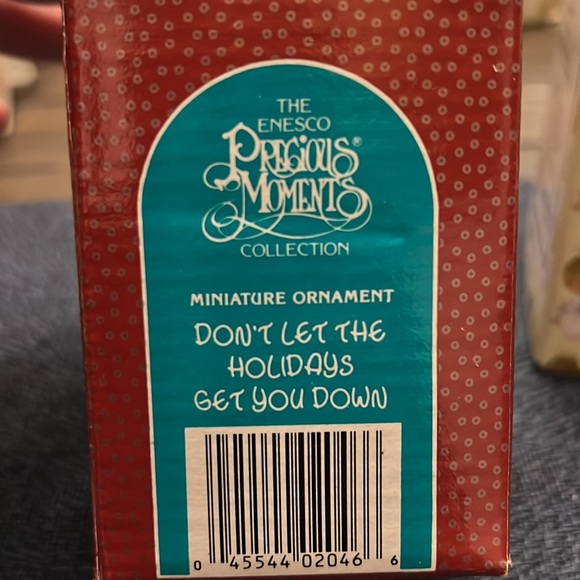 THE
ENESCO
PRECIOUS®
MOMENTS
COLLECTION
MINIATURE ORNAMENT
DON'T LET THE
HOLIDAYS
GET YOU DOWN
0 45544 02046 6